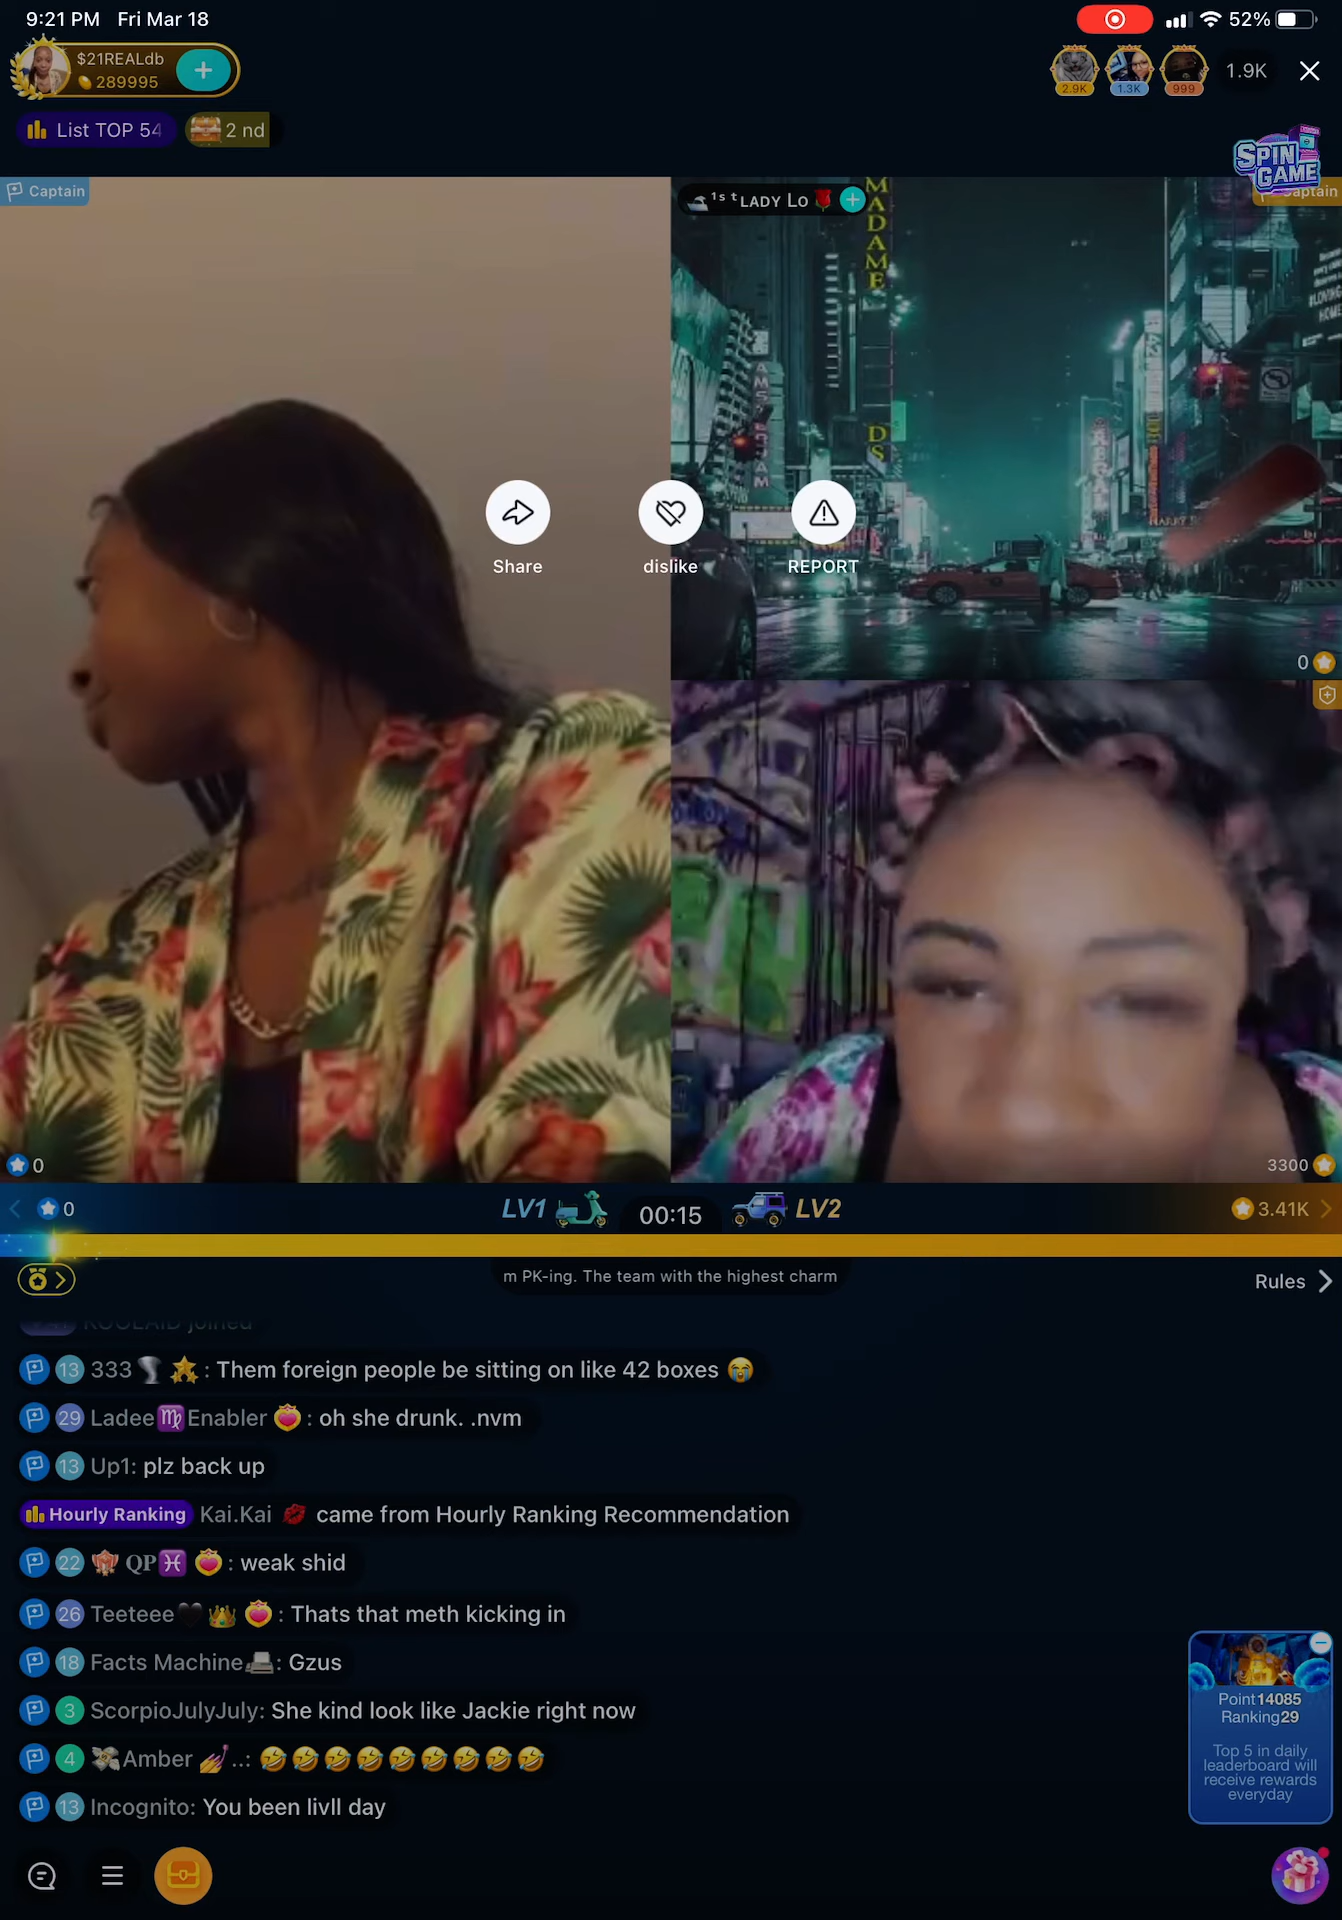 9:21 PM Fri Mar 18
52%
$21REALdb
289995
2.9K
1.3K
999
1.9K
List TOP 54
2 nd
SPIN
GAME
Captain
1stLADY Lo
aptain
MADAME
Share
dislike
REPORT
0
0
3300
0
LV1
00:15
LV2
3.41K
m PK-ing. The team with the highest charm
Rules
KOOLAID joined
13 333 : Them foreign people be sitting on like 42 boxes 😭
29 Ladee♍Enabler : oh she drunk. .nvm
13 Up1: plz back up
Hourly Ranking Kai.Kai 💋 came from Hourly Ranking Recommendation
22 QP♓ : weak shid
26 Teeteee🖤👑 : Thats that meth kicking in
18 Facts Machine📠: Gzus
3 ScorpioJulyJuly: She kind look like Jackie right now
4 💸Amber 💅..: 🤣🤣🤣🤣🤣🤣🤣🤣🤣
13 Incognito: You been livll day
Point14085
Ranking29
Top 5 in daily
leaderboard will
receive rewards
everyday